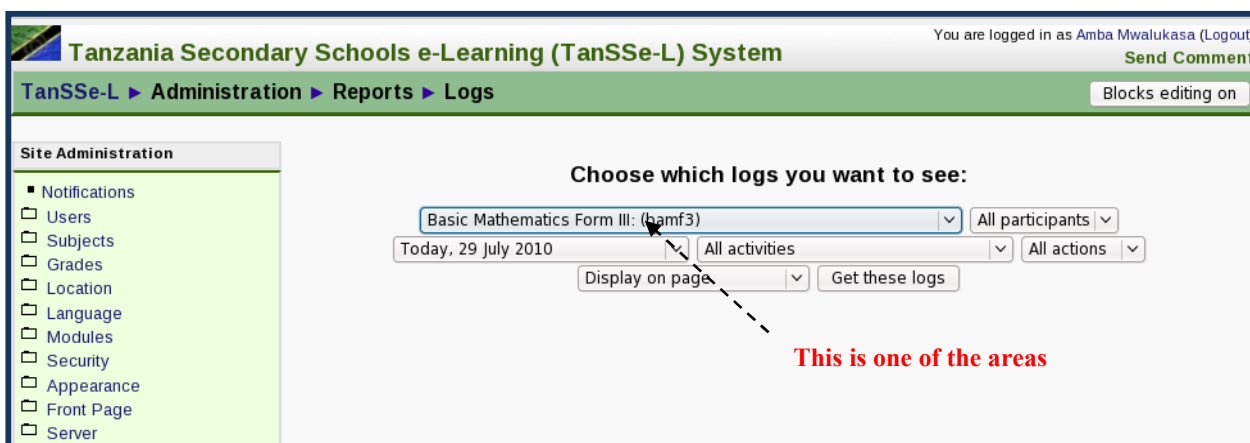 You are logged in as Amba Mwalukasa (Logout)
Tanzania Secondary Schools e-Learning (TanSSe-L) System
Send Comment
TanSSe-L ► Administration ► Reports ► Logs
Blocks editing on
Site Administration
Notifications
Users
Subjects
Grades
Location
Language
Modules
Security
Appearance
Front Page
Server
Choose which logs you want to see:
Basic Mathematics Form III: (bamf3) All participants
Today, 29 July 2010 All activities All actions
Display on page Get these logs
This is one of the areas